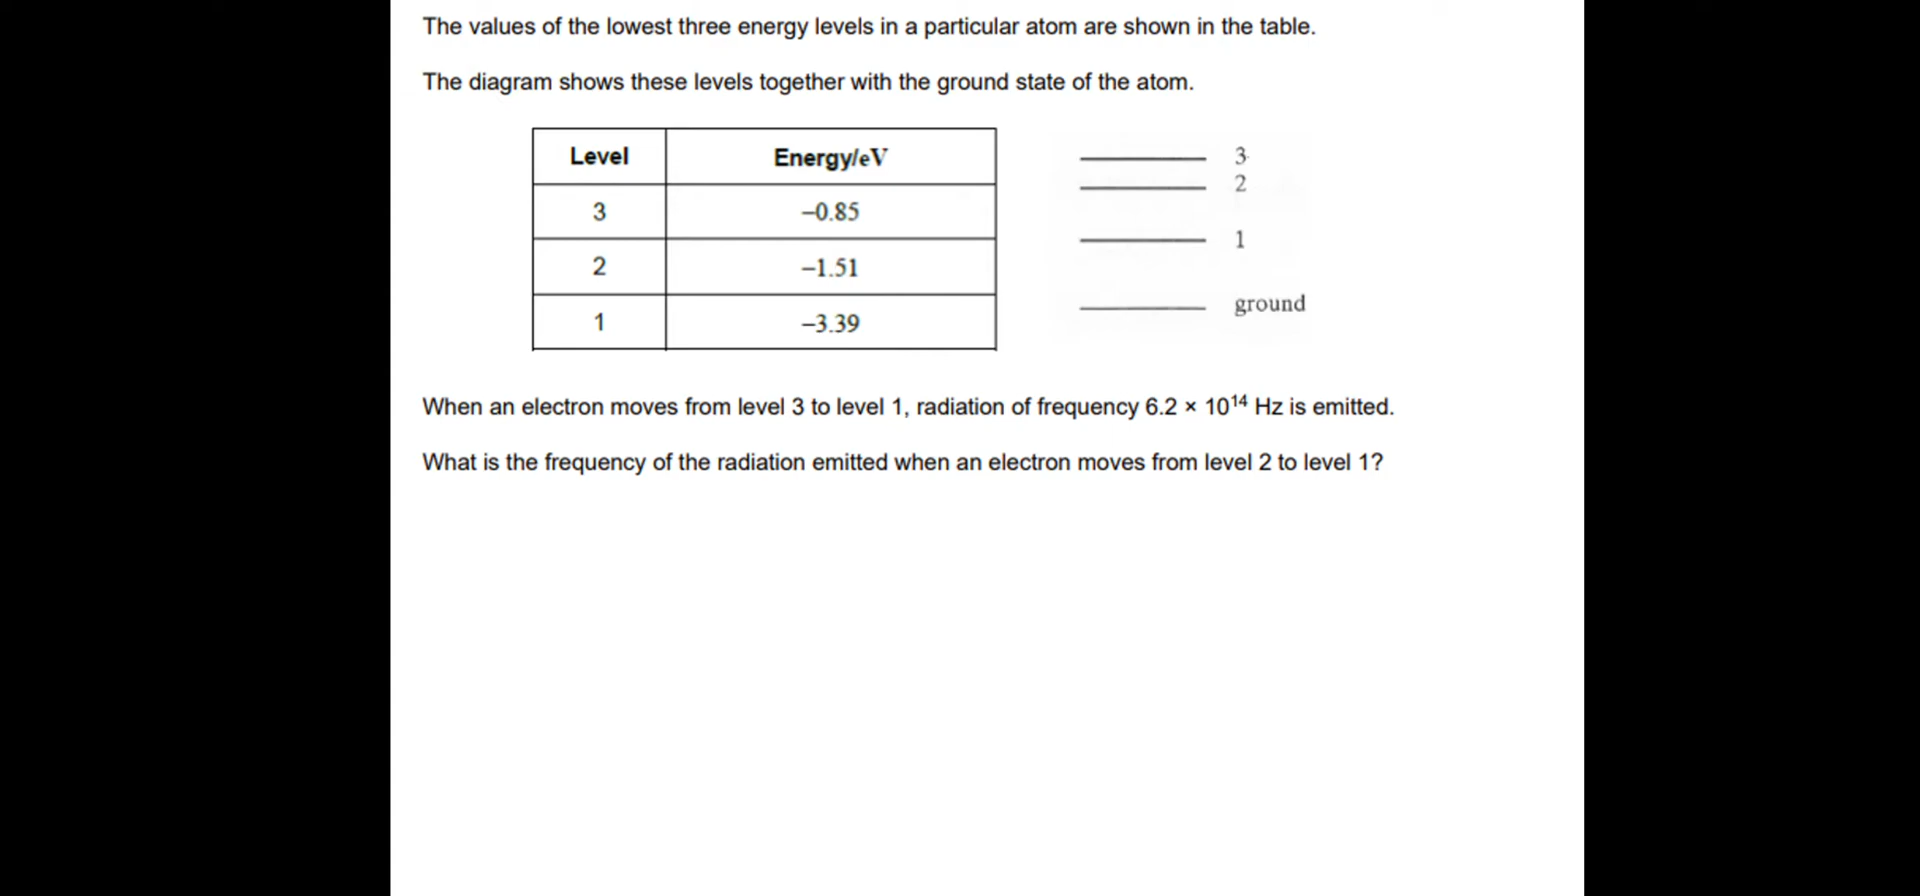 The values of the lowest three energy levels in a particular atom are shown in the table.
The diagram shows these levels together with the ground state of the atom.
Level Energy/eV
3 –0.85
2 –1.51
1 –3.39
3
2
1
ground
When an electron moves from level 3 to level 1, radiation of frequency 6.2 × 10¹⁴ Hz is emitted.
What is the frequency of the radiation emitted when an electron moves from level 2 to level 1?